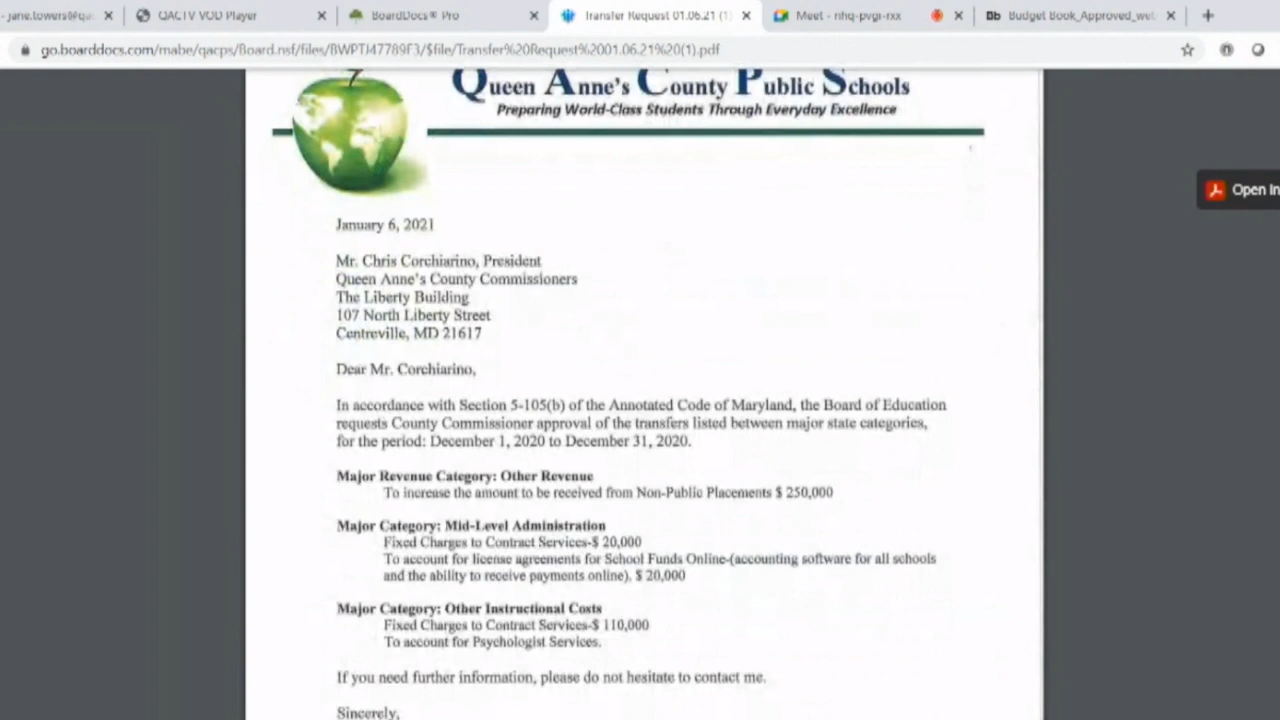 - jane.towers@qa
QACTV VOD Player
BoardDocs® Pro
Transfer Request 01.06.21 (1)
Meet - nhq-pvgi-rxx
Bb Budget Book_Approved_we
go.boarddocs.com/mabe/qacps/Board.nsf/files/BWPTJ47789F3/$file/Transfer%20Request%2001.06.21%20(1).pdf
Queen Anne's County Public Schools
Preparing World-Class Students Through Everyday Excellence
Open In
January 6, 2021
Mr. Chris Corchiarino, President
Queen Anne's County Commissioners
The Liberty Building
107 North Liberty Street
Centreville, MD 21617
Dear Mr. Corchiarino,
In accordance with Section 5-105(b) of the Annotated Code of Maryland, the Board of Education
requests County Commissioner approval of the transfers listed between major state categories,
for the period: December 1, 2020 to December 31, 2020.
Major Revenue Category: Other Revenue
To increase the amount to be received from Non-Public Placements $ 250,000
Major Category: Mid-Level Administration
Fixed Charges to Contract Services-$ 20,000
To account for license agreements for School Funds Online-(accounting software for all schools
and the ability to receive payments online). $ 20,000
Major Category: Other Instructional Costs
Fixed Charges to Contract Services-$ 110,000
To account for Psychologist Services.
If you need further information, please do not hesitate to contact me.
Sincerely,